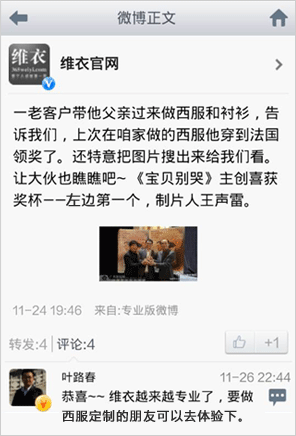 微博正文
维衣
365weiyi.com
维衣官网
一老客户带他父亲过来做西服和衬衫，告
诉我们，上次在咱家做的西服他穿到法国
领奖了。还特意把图片搜出来给我们看。
让大伙也瞧瞧吧~ 《宝贝别哭》主创喜获
奖杯——左边第一个，制片人王声雷。
11-24 19:46 来自:专业版微博
转发:4 | 评论:4
+1
叶路春 11-26 22:44
恭喜~~ 维衣越来越专业了，要做
西服定制的朋友可以去体验下。